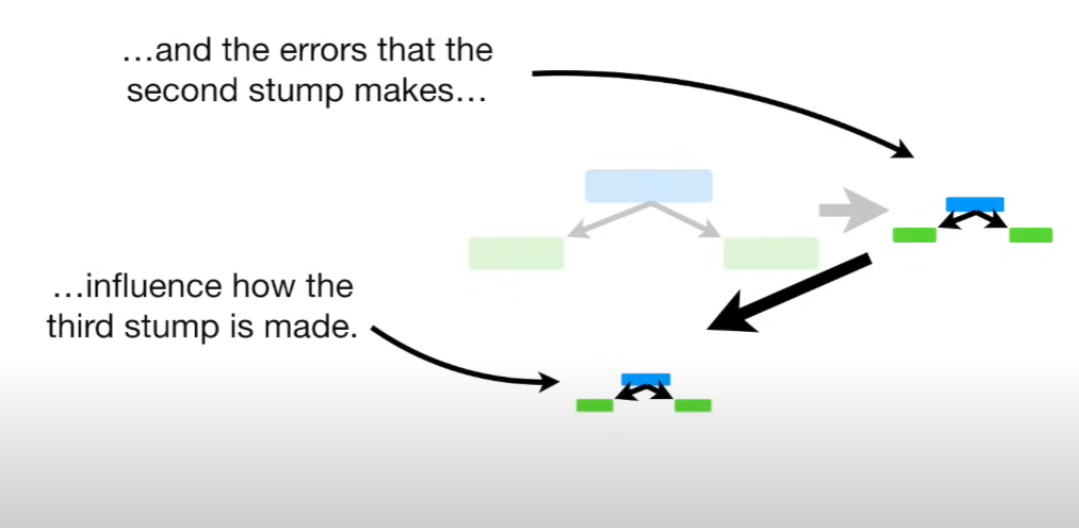 …and the errors that the
second stump makes…
…influence how the
third stump is made.